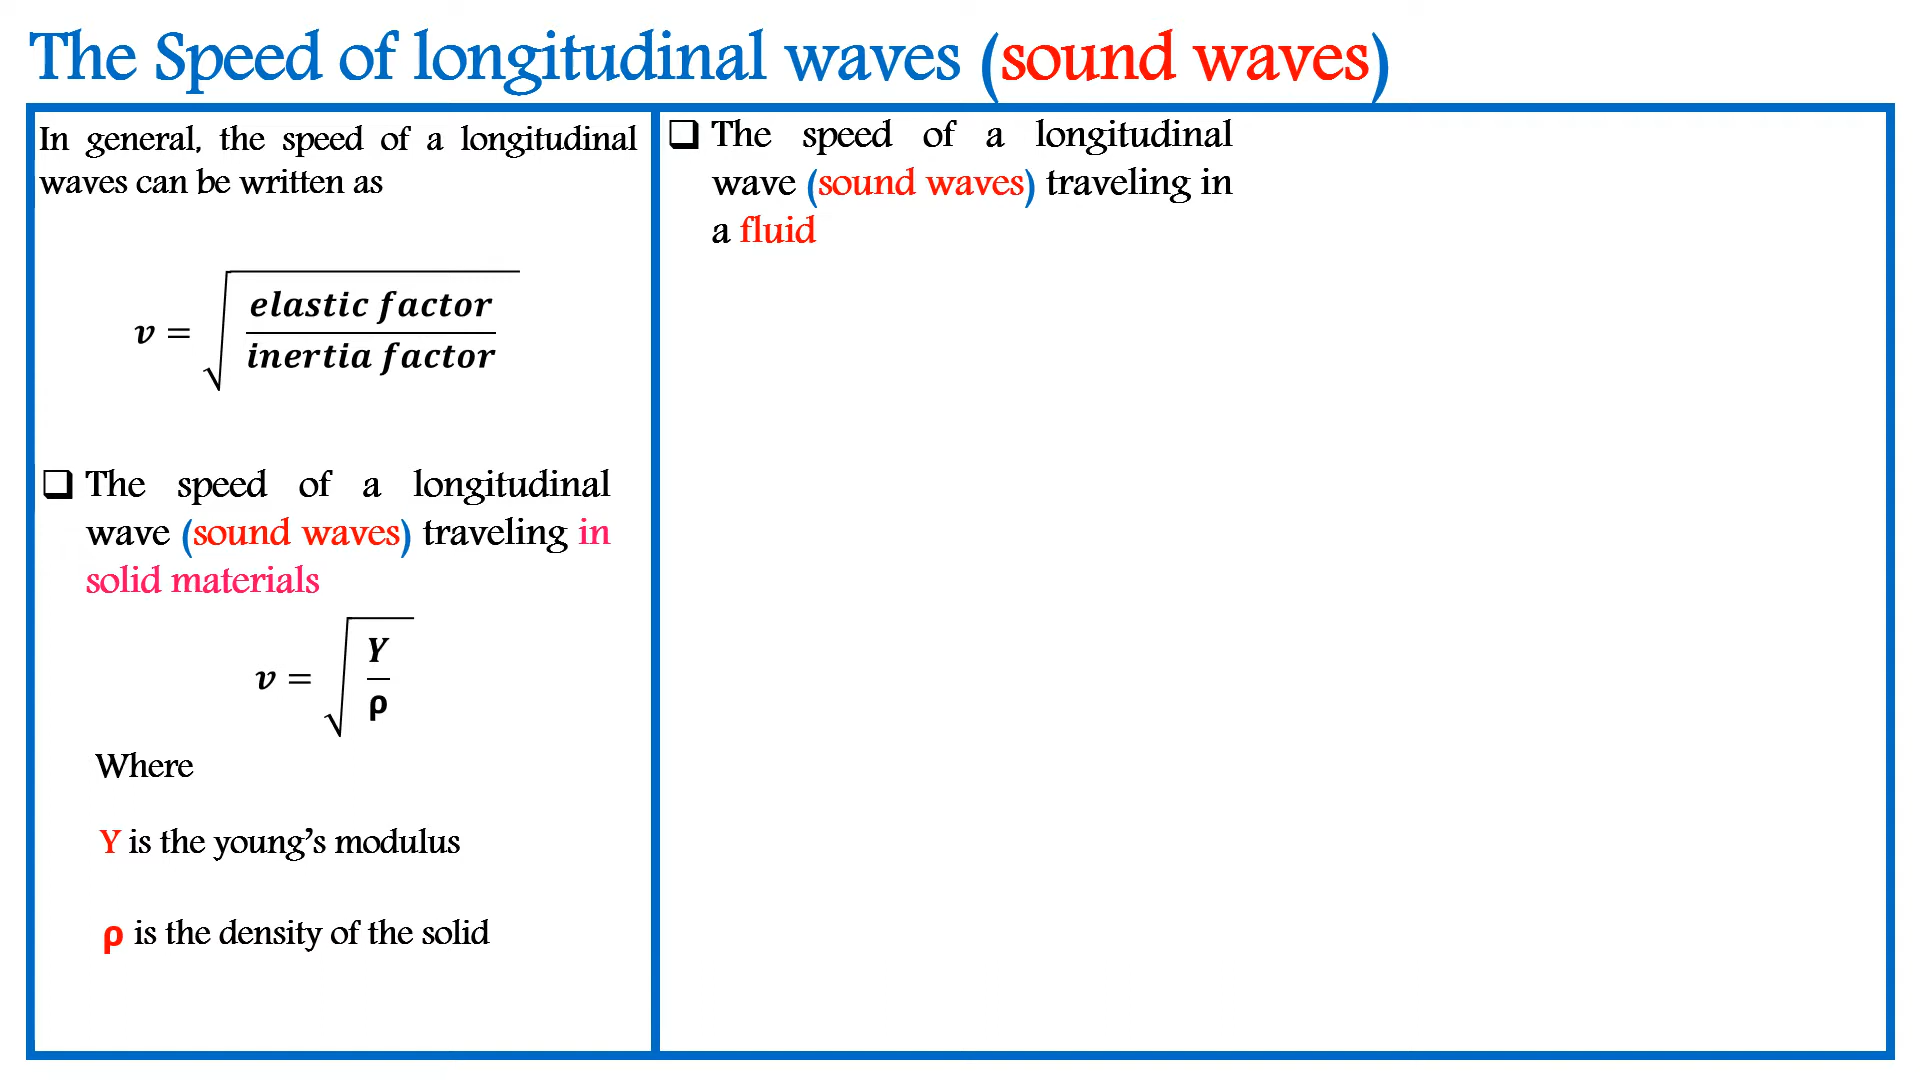 The Speed of longitudinal waves (sound waves)
In general, the speed of a longitudinal
waves can be written as
v = √(elastic factor / inertia factor)
❑ The speed of a longitudinal
wave (sound waves) traveling in
solid materials
v = √(Y / ρ)
Where
Y is the young's modulus
ρ is the density of the solid
❑ The speed of a longitudinal
wave (sound waves) traveling in
a fluid